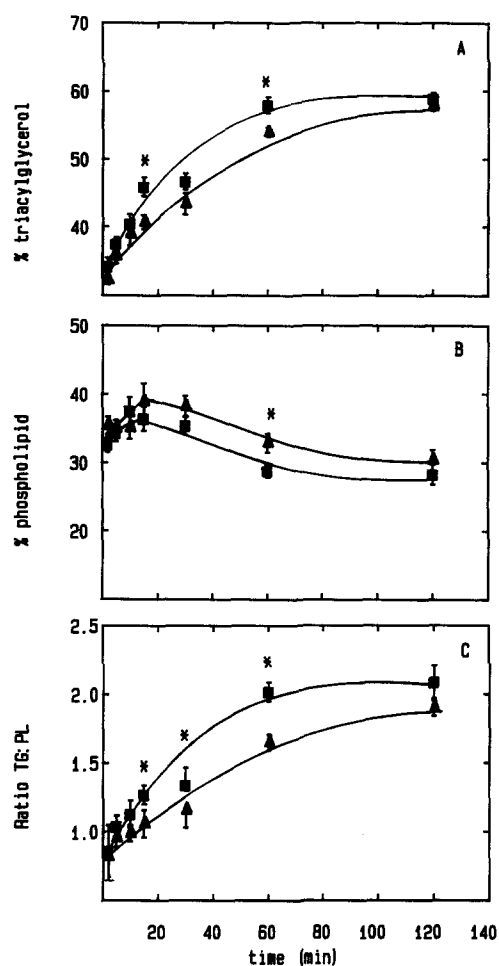 70
60
50
40
% triacylglycerol
A
*
*
50
40
30
20
% phospholipid
B
*
2.5
2.0
1.5
1.0
Ratio TG:PL
C
*
*
*
20 40 60 80 100 120 140
time (min)